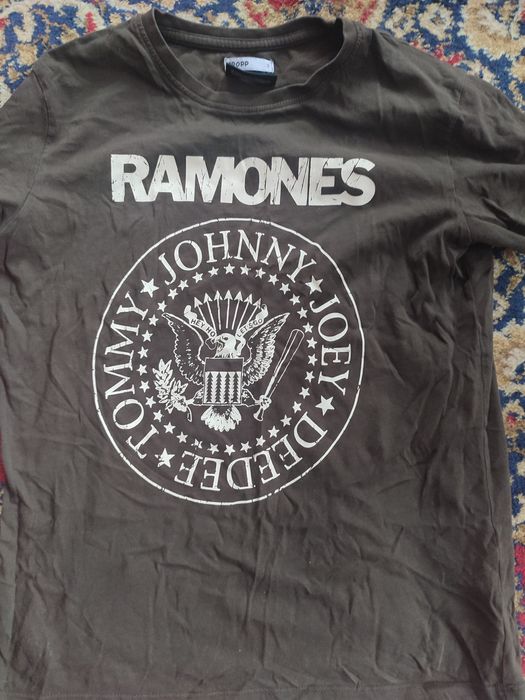 RAMONES
JOHNNY ★ JOEY ★ DEEDEE ★ TOMMY ★
HEY HO LET'S GO